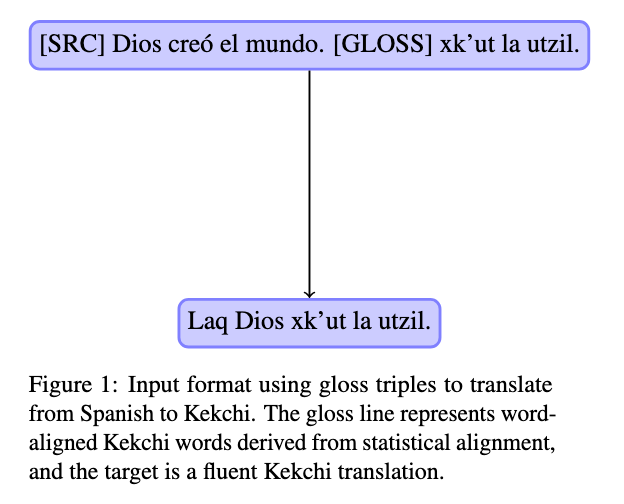 [SRC] Dios creó el mundo. [GLOSS] xk’ut la utzil.
Laq Dios xk’ut la utzil.
Figure 1: Input format using gloss triples to translate
from Spanish to Kekchi. The gloss line represents word-
aligned Kekchi words derived from statistical alignment,
and the target is a fluent Kekchi translation.